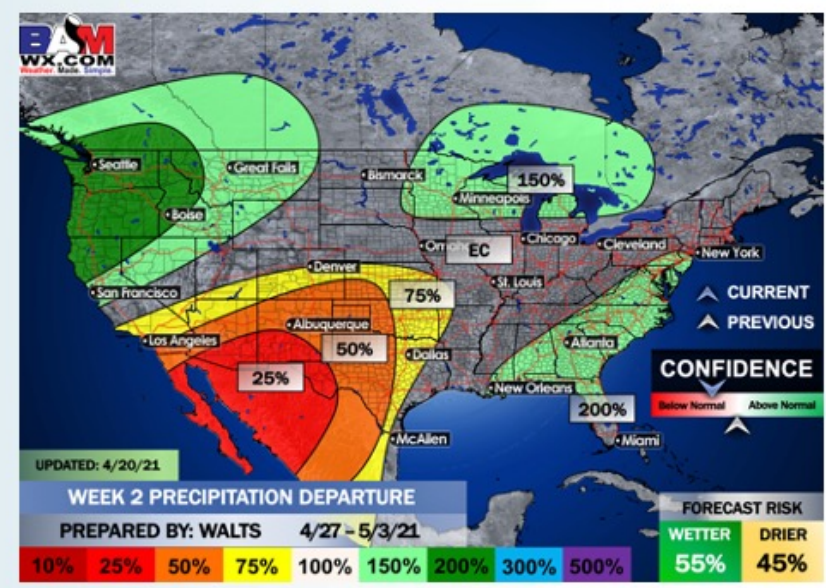 BAM
WX.COM
Weather. Made. Simple.
Seattle
Great Falls
Bismarck
150%
Minneapolis
Boise
Omaha
EC
Chicago
Cleveland
New York
Denver
St. Louis
San Francisco
75%
CURRENT
Los Angeles
Albuquerque
50%
Dallas
Atlanta
PREVIOUS
25%
CONFIDENCE
New Orleans
200%
Below Normal
Above Normal
McAllen
Miami
UPDATED: 4/20/21
WEEK 2 PRECIPITATION DEPARTURE
PREPARED BY: WALTS 4/27 - 5/3/21
FORECAST RISK
WETTER DRIER
55% 45%
10% 25% 50% 75% 100% 150% 200% 300% 500%